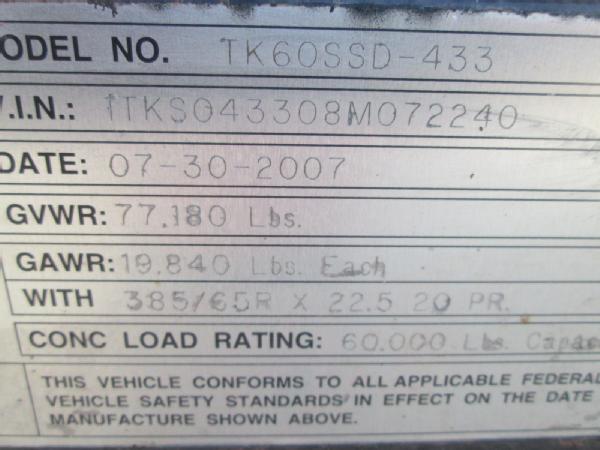 ODEL NO. TK60SSD-433
V.I.N.: 1TKS043308M072240
DATE: 07-30-2007
GVWR: 77,180 Lbs.
GAWR: 19,840 Lbs. Each
WITH 385/65R X 22.5 20 PR.
CONC LOAD RATING: 60,000 Lbs. Capac
THIS VEHICLE CONFORMS TO ALL APPLICABLE FEDERAL
VEHICLE SAFETY STANDARDS IN EFFECT ON THE DATE
MANUFACTURE SHOWN ABOVE.